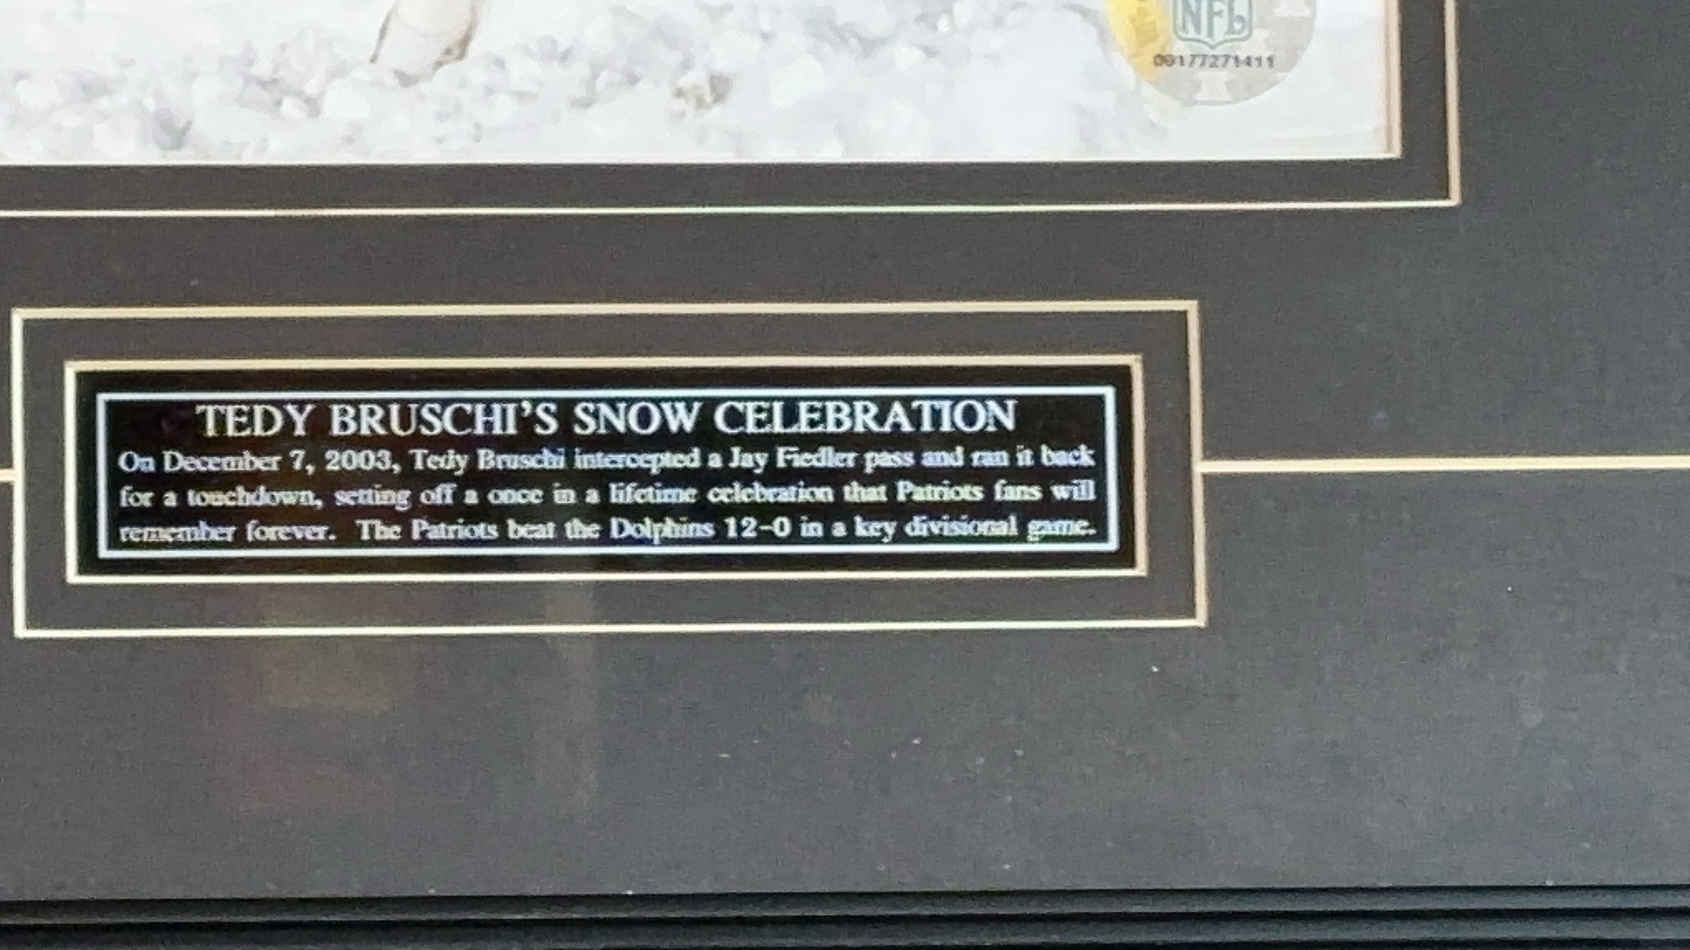 NFL
00177271411
TEDY BRUSCHI'S SNOW CELEBRATION
On December 7, 2003, Tedy Bruschi intercepted a Jay Fiedler pass and ran it back
for a touchdown, setting off a once in a lifetime celebration that Patriots fans will
remember forever. The Patriots beat the Dolphins 12-0 in a key divisional game.